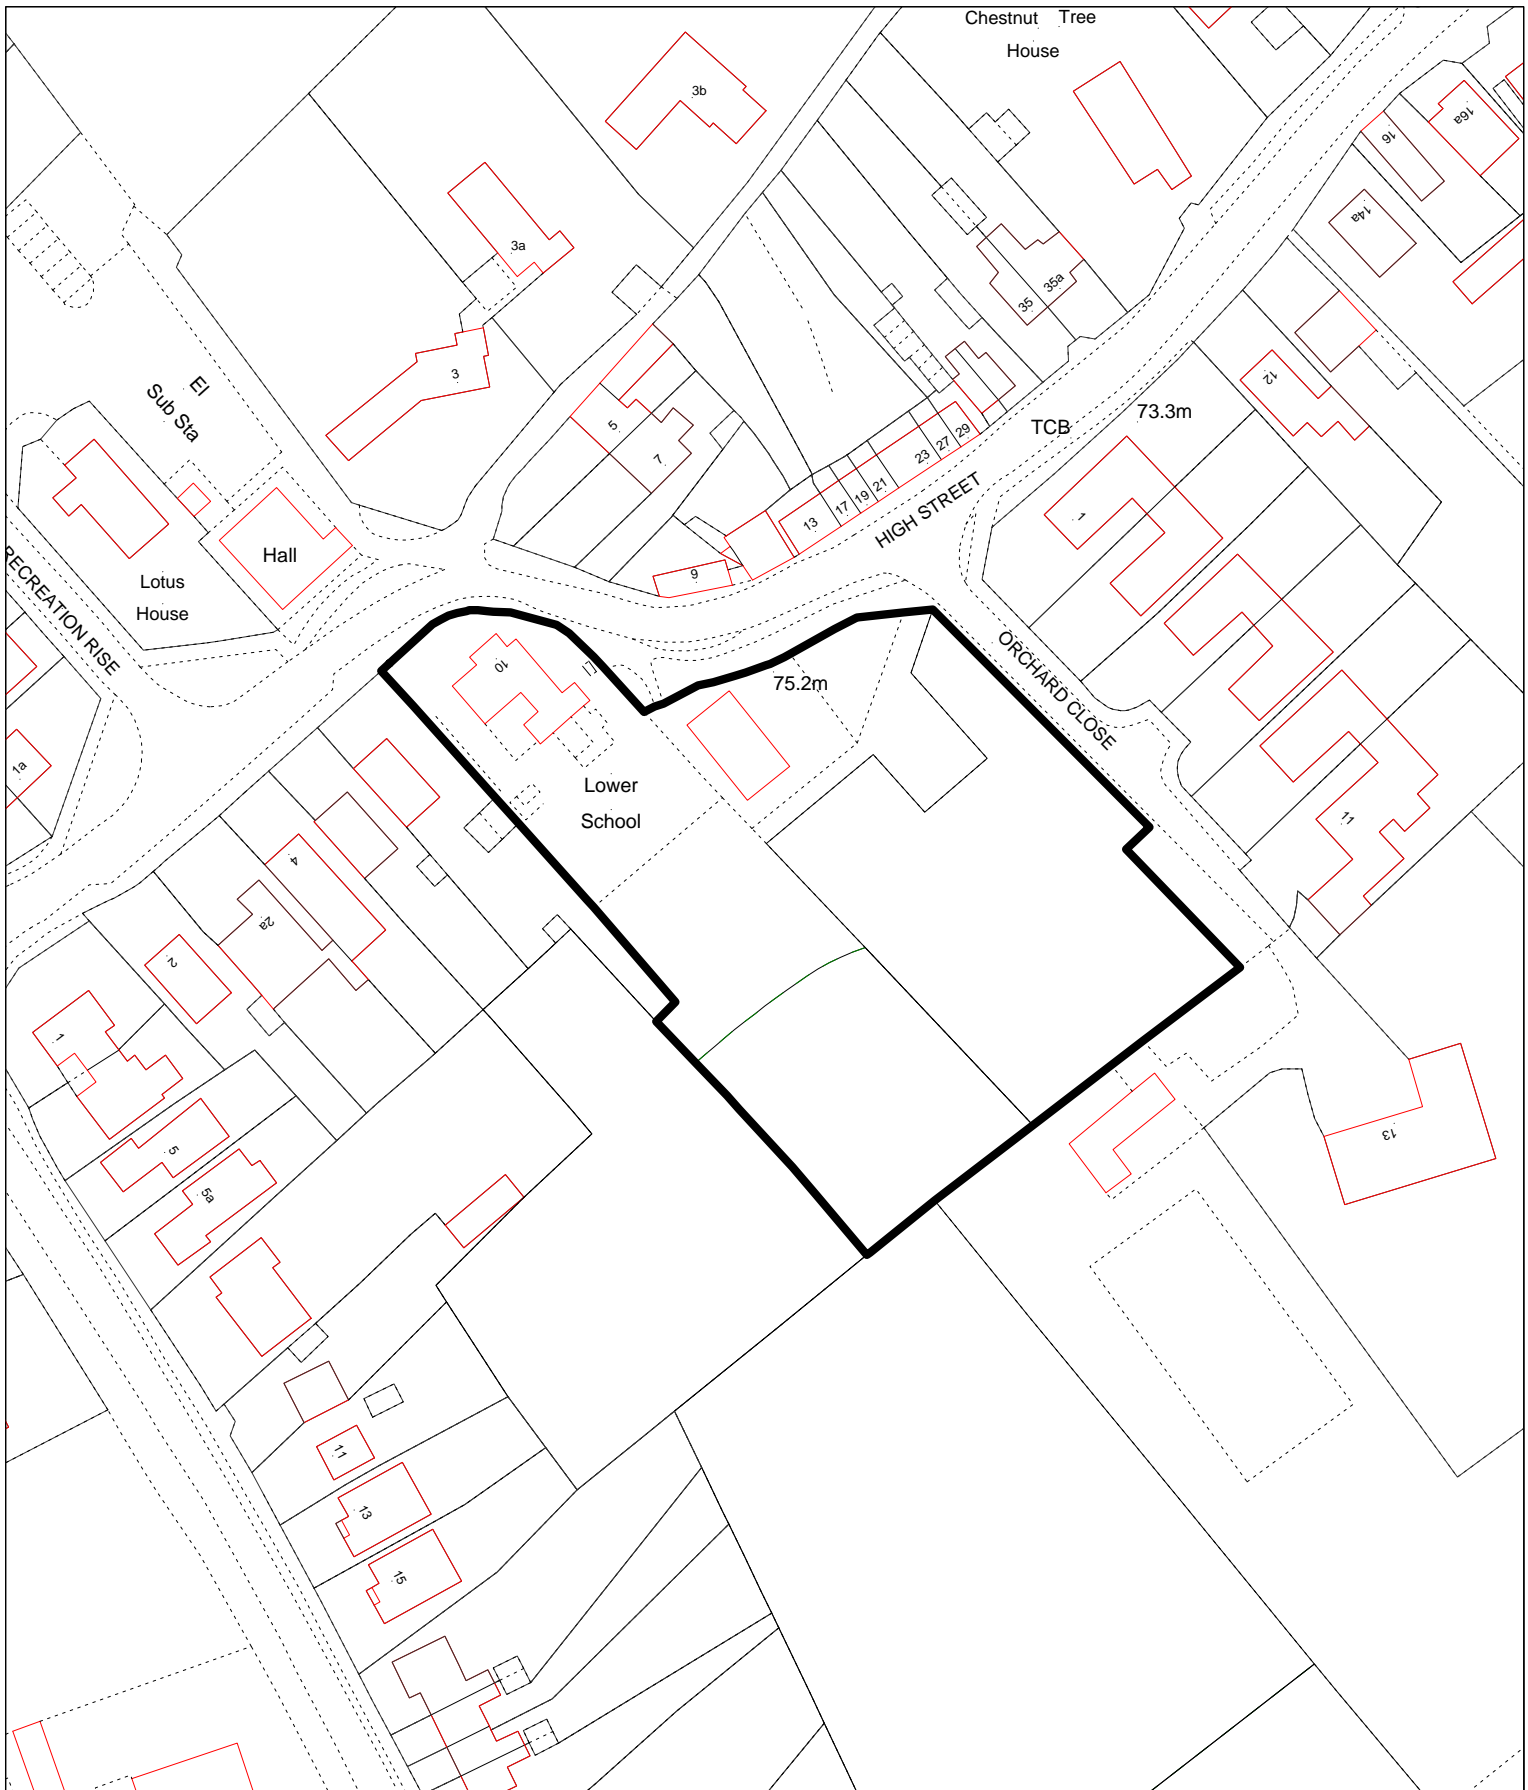 Chestnut Tree
House
3b
16a
16
14a
3a
35a
35
3
El
Sub Sta
12
73.3m
TCB
5
7
29
27
23
21
19
17
13
HIGH STREET
1
Hall
9
Lotus
House
RECREATION RISE
10
ORCHARD CLOSE
75.2m
1a
Lower
School
11
4
2a
2
1
5
5a
13
11
13
15